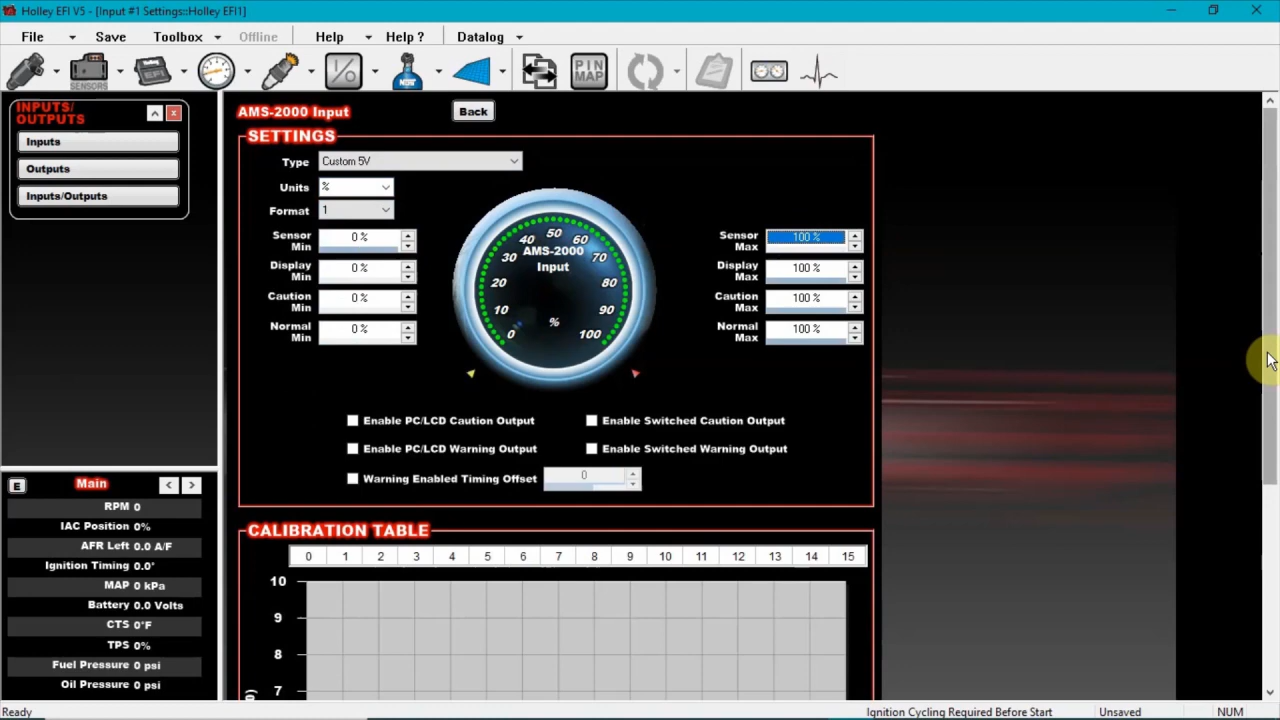 Holley EFI V5 - [Input #1 Settings::Holley EFI1]
File Save Toolbox Offline Help Help ? Datalog
SENSORS EFI I/O NOS PIN MAP
INPUTS/
OUTPUTS
Inputs
Outputs
Inputs/Outputs
AMS-2000 Input Back
SETTINGS
Type Custom 5V
Units %
Format 1
Sensor Min 0 %
Display Min 0 %
Caution Min 0 %
Normal Min 0 %
0 10 20 30 40 50 60 70 80 90 100
AMS-2000
Input
%
Sensor Max 100 %
Display Max 100 %
Caution Max 100 %
Normal Max 100 %
Enable PC/LCD Caution Output Enable Switched Caution Output
Enable PC/LCD Warning Output Enable Switched Warning Output
Warning Enabled Timing Offset 0
CALIBRATION TABLE
0 1 2 3 4 5 6 7 8 9 10 11 12 13 14 15
10
9
8
7
E Main < >
RPM 0
IAC Position 0%
AFR Left 0.0 A/F
Ignition Timing 0.0°
MAP 0 kPa
Battery 0.0 Volts
CTS 0°F
TPS 0%
Fuel Pressure 0 psi
Oil Pressure 0 psi
Ready Ignition Cycling Required Before Start Unsaved NUM